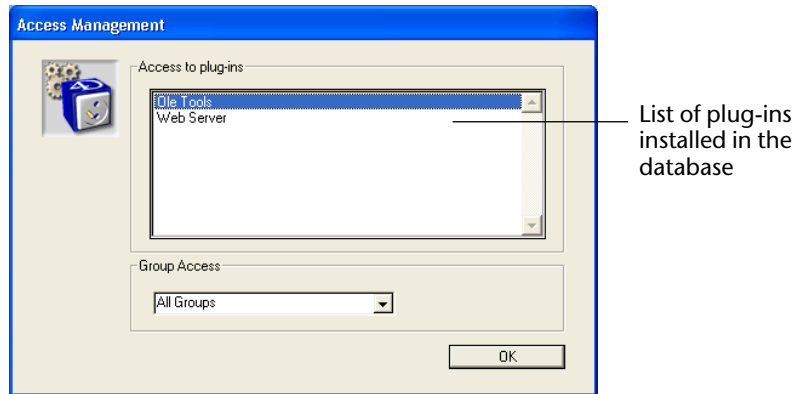 Access Management
Access to plug-ins
Ole Tools
Web Server
List of plug-ins
installed in the
database
Group Access
All Groups
OK